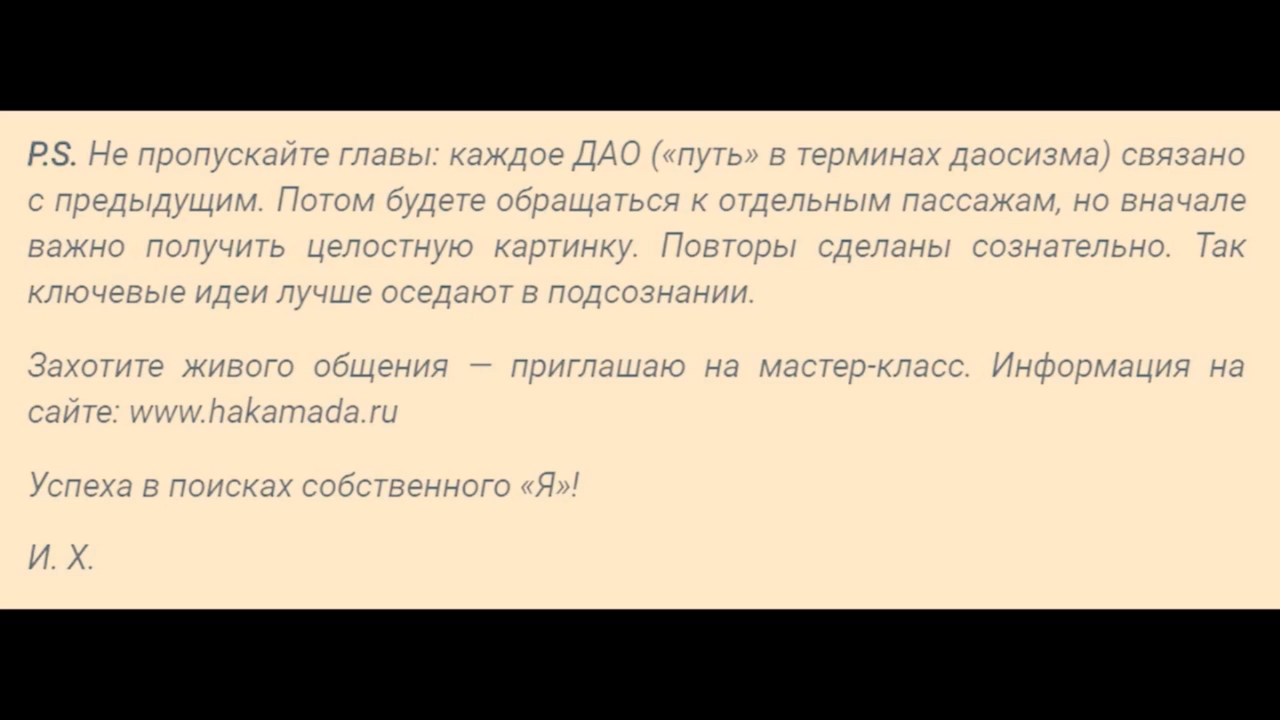 P.S. Не пропускайте главы: каждое ДАО («путь» в терминах даосизма) связано
с предыдущим. Потом будете обращаться к отдельным пассажам, но вначале
важно получить целостную картинку. Повторы сделаны сознательно. Так
ключевые идеи лучше оседают в подсознании.
Захотите живого общения — приглашаю на мастер-класс. Информация на
сайте: www.hakamada.ru
Успеха в поисках собственного «Я»!
И. Х.